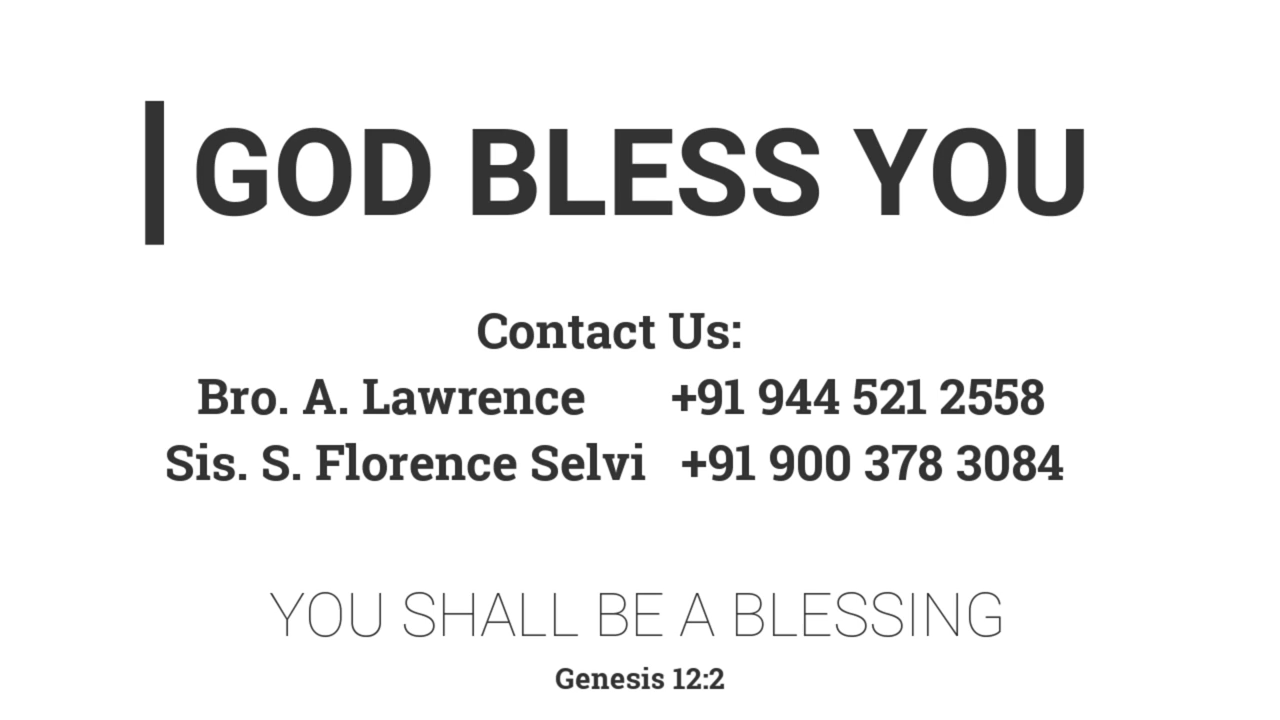 GOD BLESS YOU
Contact Us:
Bro. A. Lawrence +91 944 521 2558
Sis. S. Florence Selvi +91 900 378 3084
YOU SHALL BE A BLESSING
Genesis 12:2